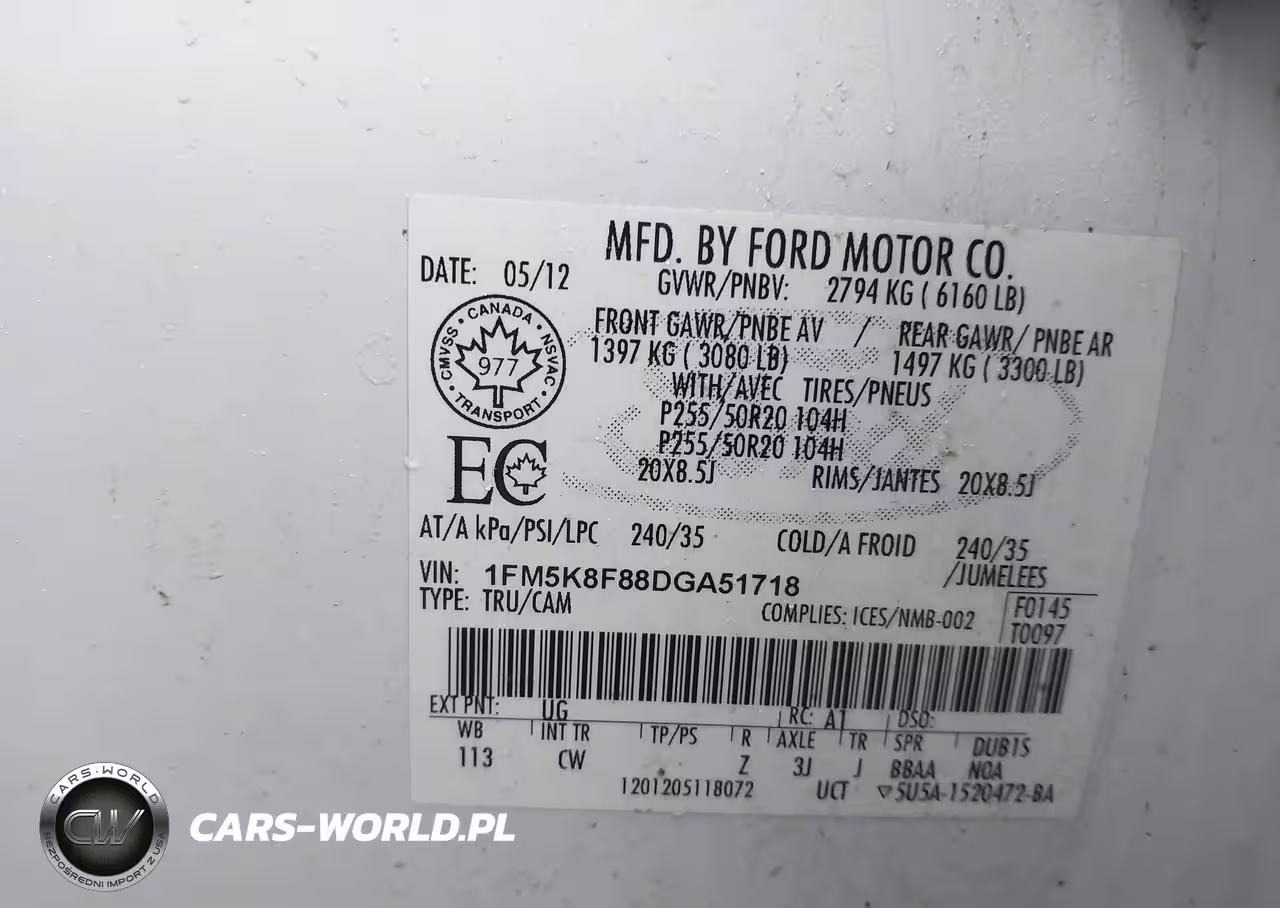 MFD. BY FORD MOTOR CO.
DATE: 05/12
GVWR/PNBV: 2794 KG ( 6160 LB)
FRONT GAWR/PNBE AV / REAR GAWR/ PNBE AR
1397 KG ( 3080 LB) 1497 KG ( 3300 LB)
WITH/AVEC TIRES/PNEUS
P255/50R20 104H
P255/50R20 104H
20X8.5J RIMS/JANTES 20X8.5J
CANADA • NSVAC • TRANSPORT • CMVSS
977
EC
AT/A kPa/PSI/LPC 240/35 COLD/A FROID 240/35
/JUMELEES
VIN: 1FM5K8F88DGA51718
TYPE: TRU/CAM COMPLIES: ICES/NMB-002
F0145
T0097
EXT PNT: UG RC: A1 DSO:
WB INT TR TP/PS R AXLE TR SPR DUB1S
113 CW Z 3J J BBAA NOA
1201205118072 UCT ▽5U5A-1520472-BA
CARS-WORLD
CW
BEZPOŚREDNI IMPORT Z USA
CARS-WORLD.PL